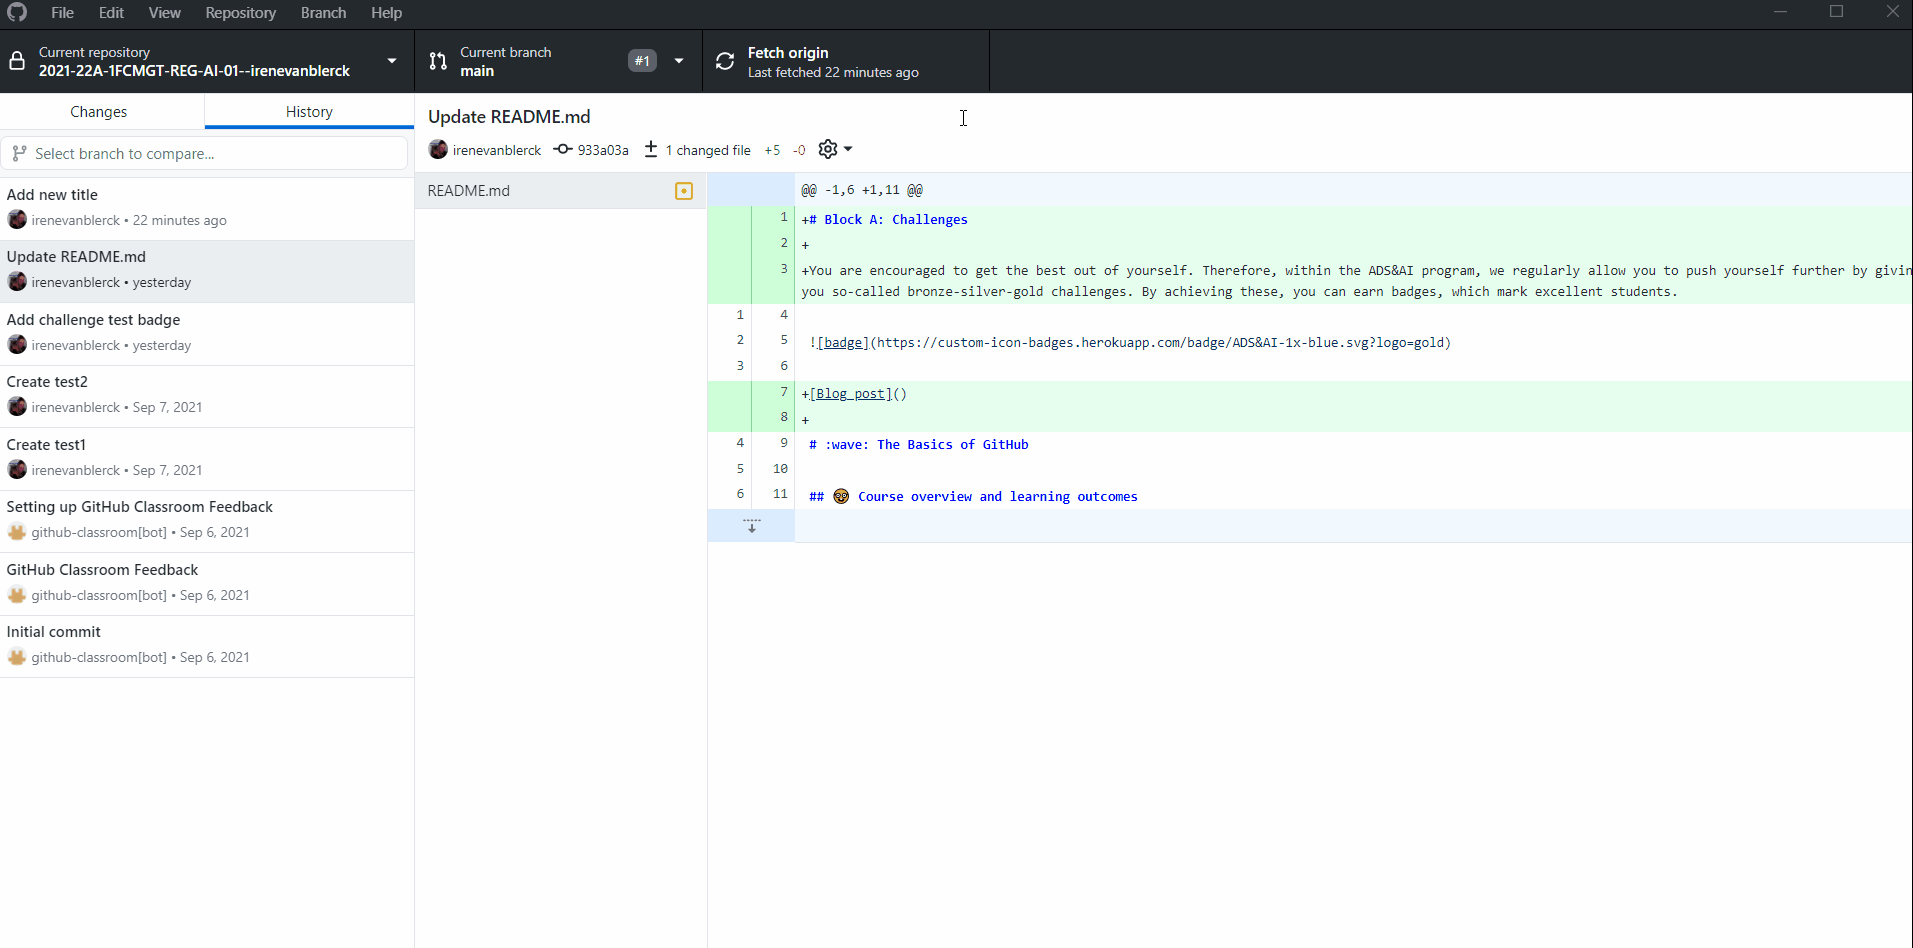 File Edit View Repository Branch Help
Current repository
2021-22A-1FCMGT-REG-AI-01--irenevanblerck
Current branch
main
#1
Fetch origin
Last fetched 22 minutes ago
Changes
History
Select branch to compare...
Add new title
irenevanblerck • 22 minutes ago
Update README.md
irenevanblerck • yesterday
Add challenge test badge
irenevanblerck • yesterday
Create test2
irenevanblerck • Sep 7, 2021
Create test1
irenevanblerck • Sep 7, 2021
Setting up GitHub Classroom Feedback
github-classroom[bot] • Sep 6, 2021
GitHub Classroom Feedback
github-classroom[bot] • Sep 6, 2021
Initial commit
github-classroom[bot] • Sep 6, 2021
Update README.md
irenevanblerck 933a03a 1 changed file +5 -0
README.md
@@ -1,6 +1,11 @@
1 +# Block A: Challenges
2 +
3 +You are encouraged to get the best out of yourself. Therefore, within the ADS&AI program, we regularly allow you to push yourself further by givin
you so-called bronze-silver-gold challenges. By achieving these, you can earn badges, which mark excellent students.
1 4
2 5 ![badge](https://custom-icon-badges.herokuapp.com/badge/ADS&AI-1x-blue.svg?logo=gold)
3 6
7 +[Blog post]()
8 +
4 9 # :wave: The Basics of GitHub
5 10
6 11 ## 🤓 Course overview and learning outcomes